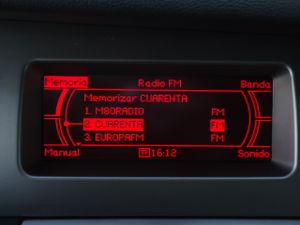 Memoria Radio FM Banda
Memorizar CUARENTA
1. M80RADIO FM
2. CUARENTA FM
3. EUROPAFM FM
Manual TP 16:12 Sonido